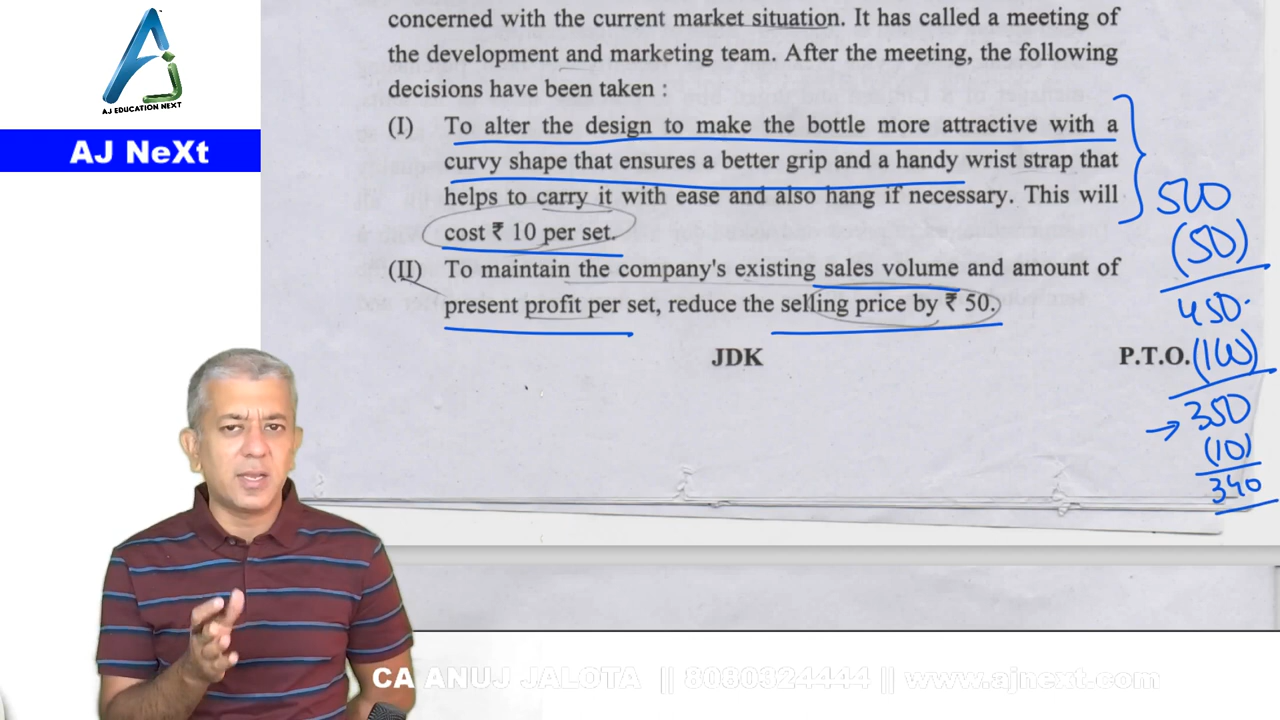 AJ EDUCATION NEXT
AJ NeXt
concerned with the current market situation. It has called a meeting of
the development and marketing team. After the meeting, the following
decisions have been taken :
(I) To alter the design to make the bottle more attractive with a
curvy shape that ensures a better grip and a handy wrist strap that
helps to carry it with ease and also hang if necessary. This will
cost ₹ 10 per set.
(II) To maintain the company's existing sales volume and amount of
present profit per set, reduce the selling price by ₹ 50.
JDK P.T.O.
500
(50)
450
(100)
350
(10)
340
CA ANUJ JALOTA || 8080924444 || www.ajnext.com